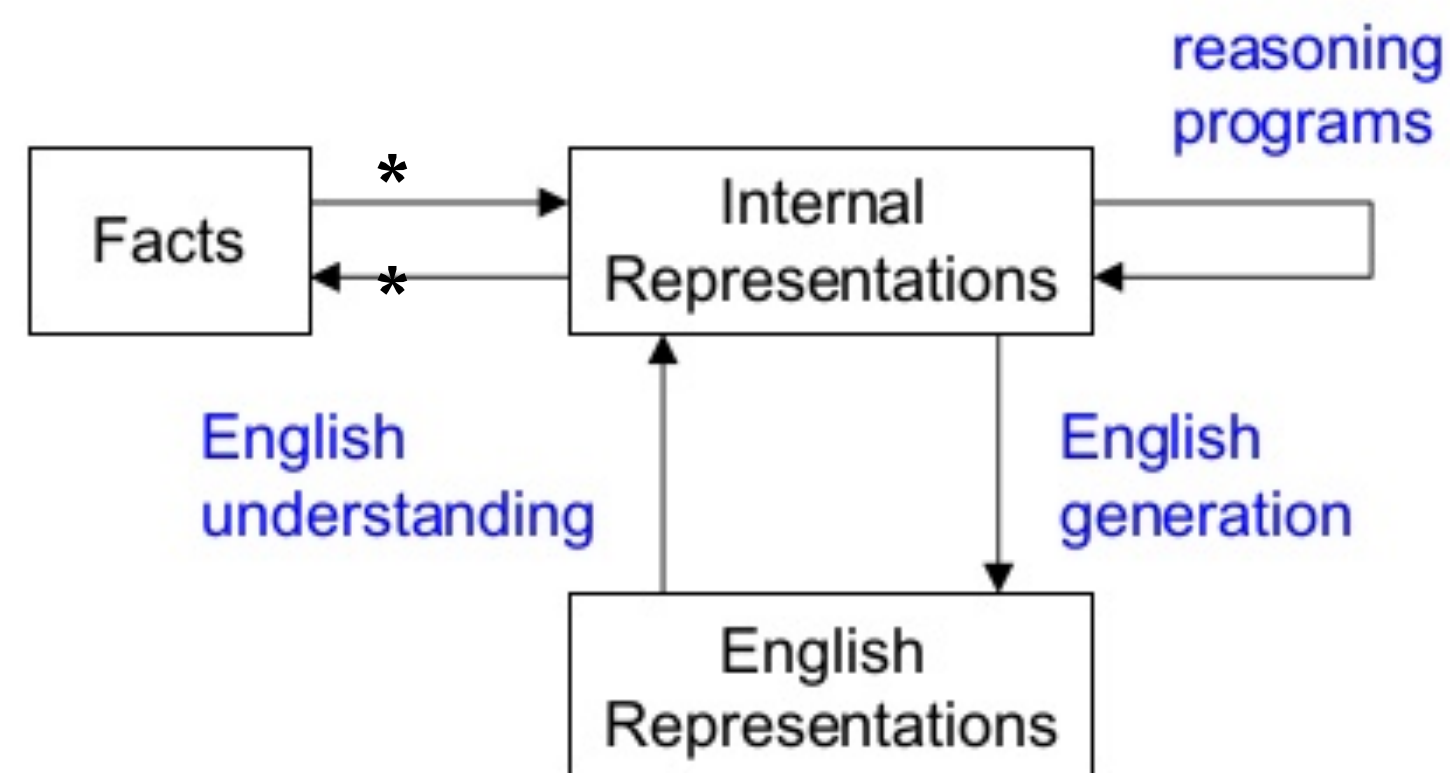 reasoning
programs
*
Facts
Internal
Representations
*
English
understanding
English
generation
English
Representations